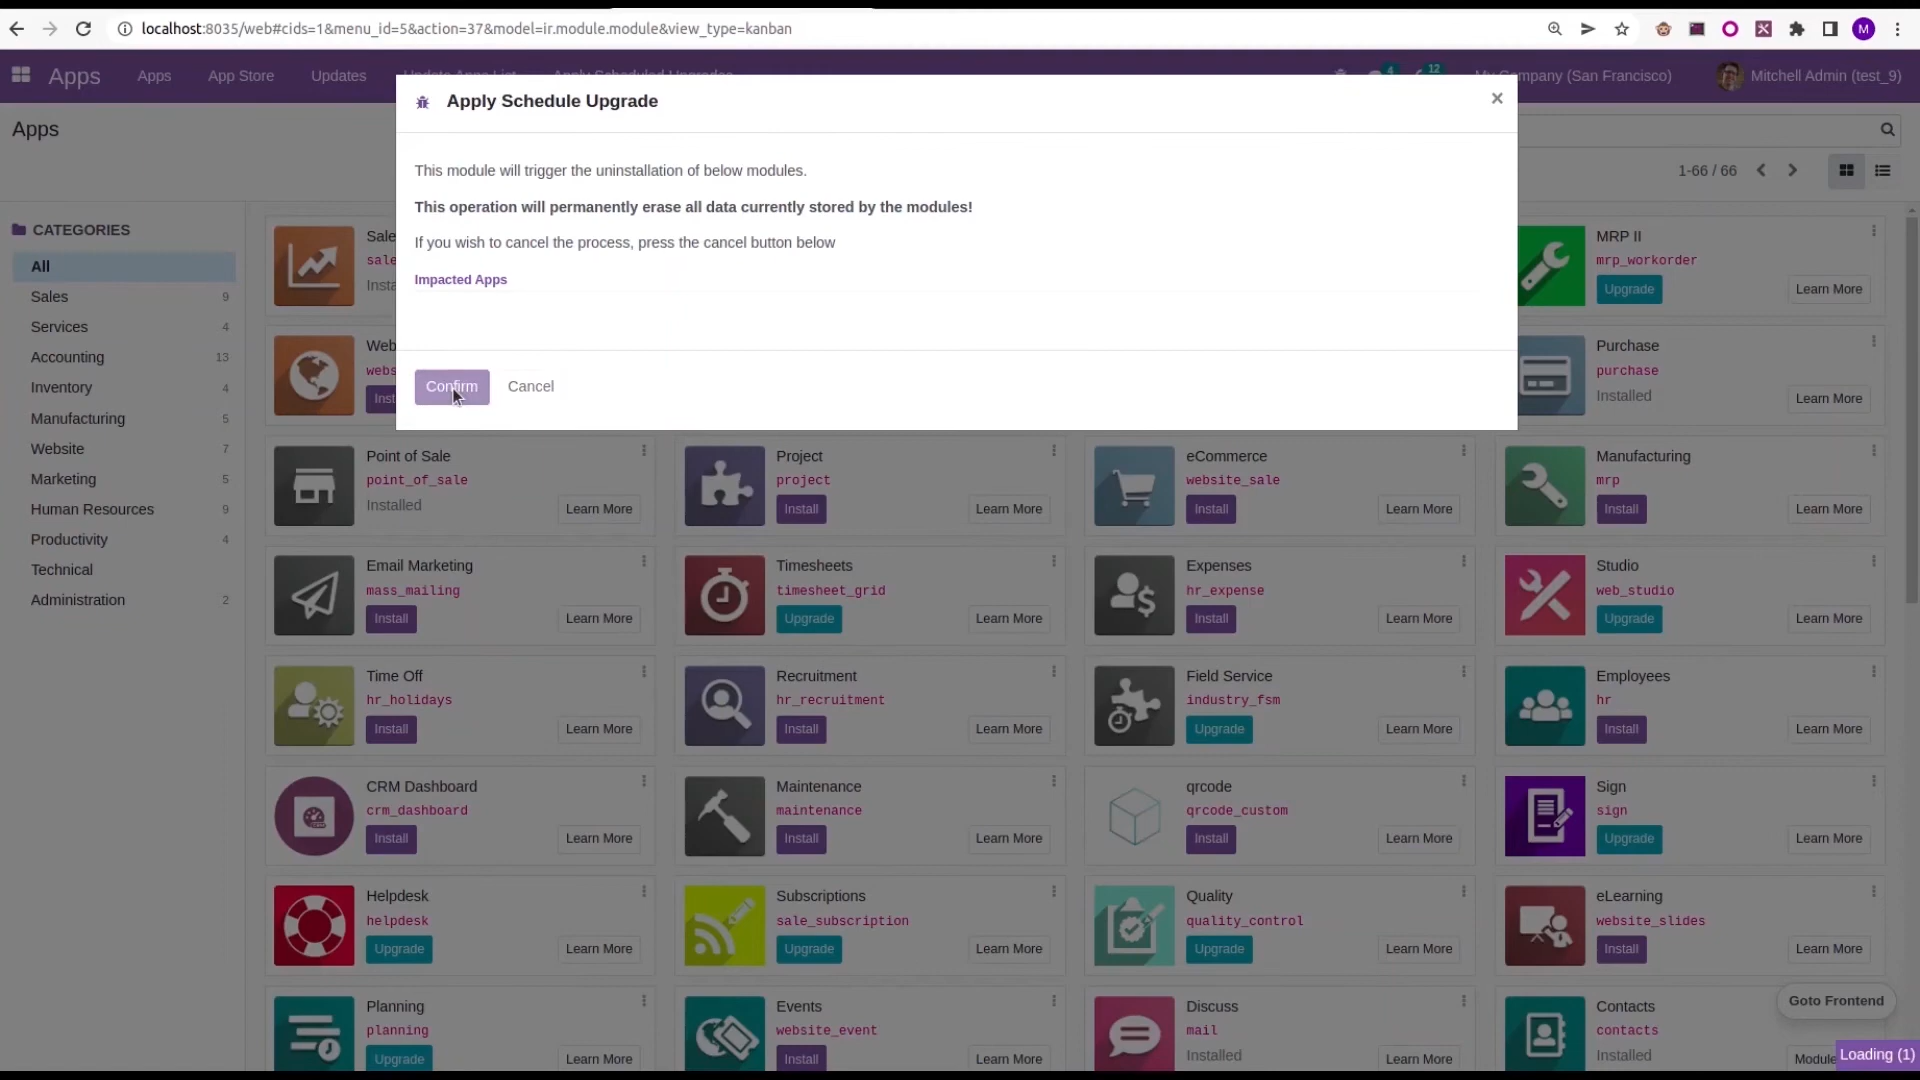 localhost:8035/web#cids=1&menu_id=5&action=37&model=ir.module.module&view_type=kanban
M
Apps
Apps
App Store
Updates
Update Apps List
Apply Scheduled Upgrades
4
12
My Company (San Francisco)
Mitchell Admin (test_9)
Apply Schedule Upgrade
×
This module will trigger the uninstallation of below modules.
This operation will permanently erase all data currently stored by the modules!
If you wish to cancel the process, press the cancel button below
Impacted Apps
Confirm
Cancel
Apps
1-66 / 66
CATEGORIES
All
Sales 9
Services 4
Accounting 13
Inventory 4
Manufacturing 5
Website 7
Marketing 5
Human Resources 9
Productivity 4
Technical
Administration 2
Sale
sale
Insta
MRP II
mrp_workorder
Upgrade
Learn More
Web
webs
Inst
Purchase
purchase
Installed
Learn More
Point of Sale
point_of_sale
Installed
Learn More
Project
project
Install
Learn More
eCommerce
website_sale
Install
Learn More
Manufacturing
mrp
Install
Learn More
Email Marketing
mass_mailing
Install
Learn More
Timesheets
timesheet_grid
Upgrade
Learn More
Expenses
hr_expense
Install
Learn More
Studio
web_studio
Upgrade
Learn More
Time Off
hr_holidays
Install
Learn More
Recruitment
hr_recruitment
Install
Learn More
Field Service
industry_fsm
Upgrade
Learn More
Employees
hr
Install
Learn More
CRM Dashboard
crm_dashboard
Install
Learn More
Maintenance
maintenance
Install
Learn More
qrcode
qrcode_custom
Install
Learn More
Sign
sign
Upgrade
Learn More
Helpdesk
helpdesk
Upgrade
Learn More
Subscriptions
sale_subscription
Upgrade
Learn More
Quality
quality_control
Upgrade
Learn More
eLearning
website_slides
Install
Learn More
Planning
planning
Upgrade
Learn More
Events
website_event
Install
Learn More
Discuss
mail
Installed
Learn More
Contacts
contacts
Installed
Module
Goto Frontend
Loading (1)